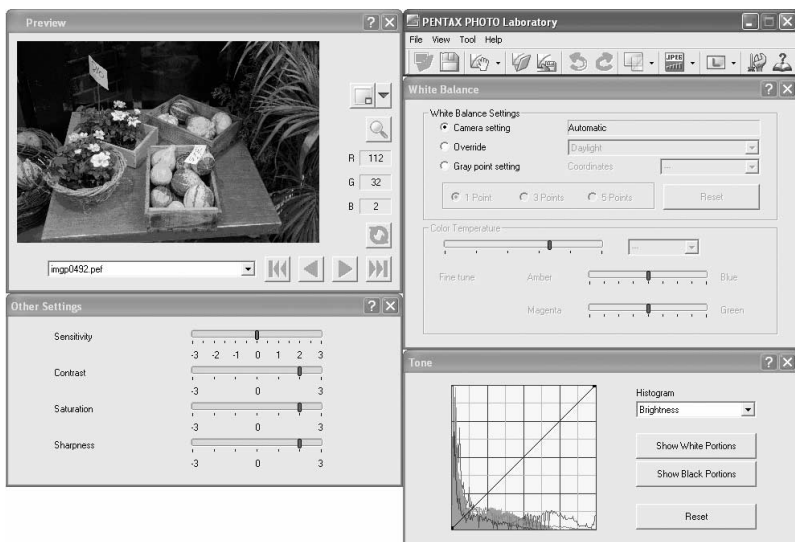 Preview
R 112
G 32
B 2
imgp0492.pef
Other Settings
Sensitivity
-3 -2 -1 0 1 2 3
Contrast
-3 0 3
Saturation
-3 0 3
Sharpness
-3 0 3
PENTAX PHOTO Laboratory
File View Tool Help
JPEG
White Balance
White Balance Settings
Camera setting Automatic
Override Daylight
Gray point setting Coordinates --
1 Point 3 Points 5 Points Reset
Color Temperature
--
Fine tune Amber Blue
Magenta Green
Tone
Histogram
Brightness
Show White Portions
Show Black Portions
Reset